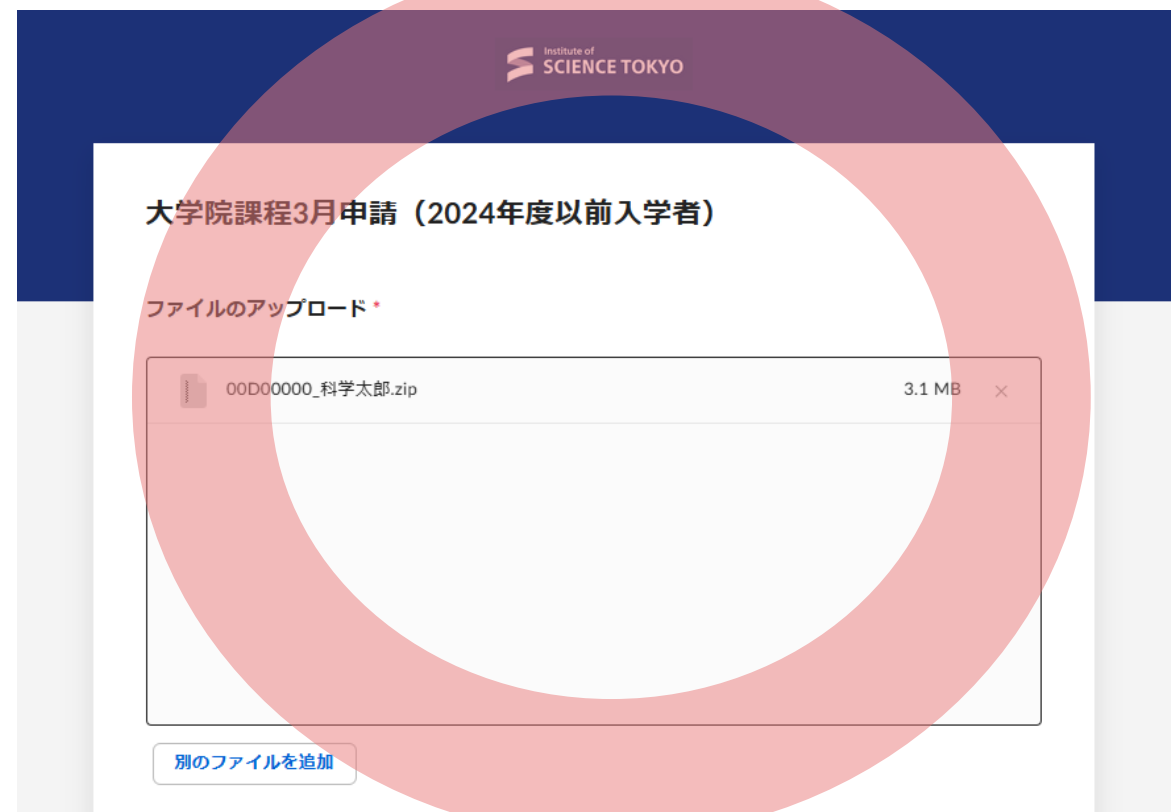 Institute of
SCIENCE TOKYO
大学院課程3月申請（2024年度以前入学者）
ファイルのアップロード *
00D00000_科学太郎.zip 3.1 MB ×
別のファイルを追加